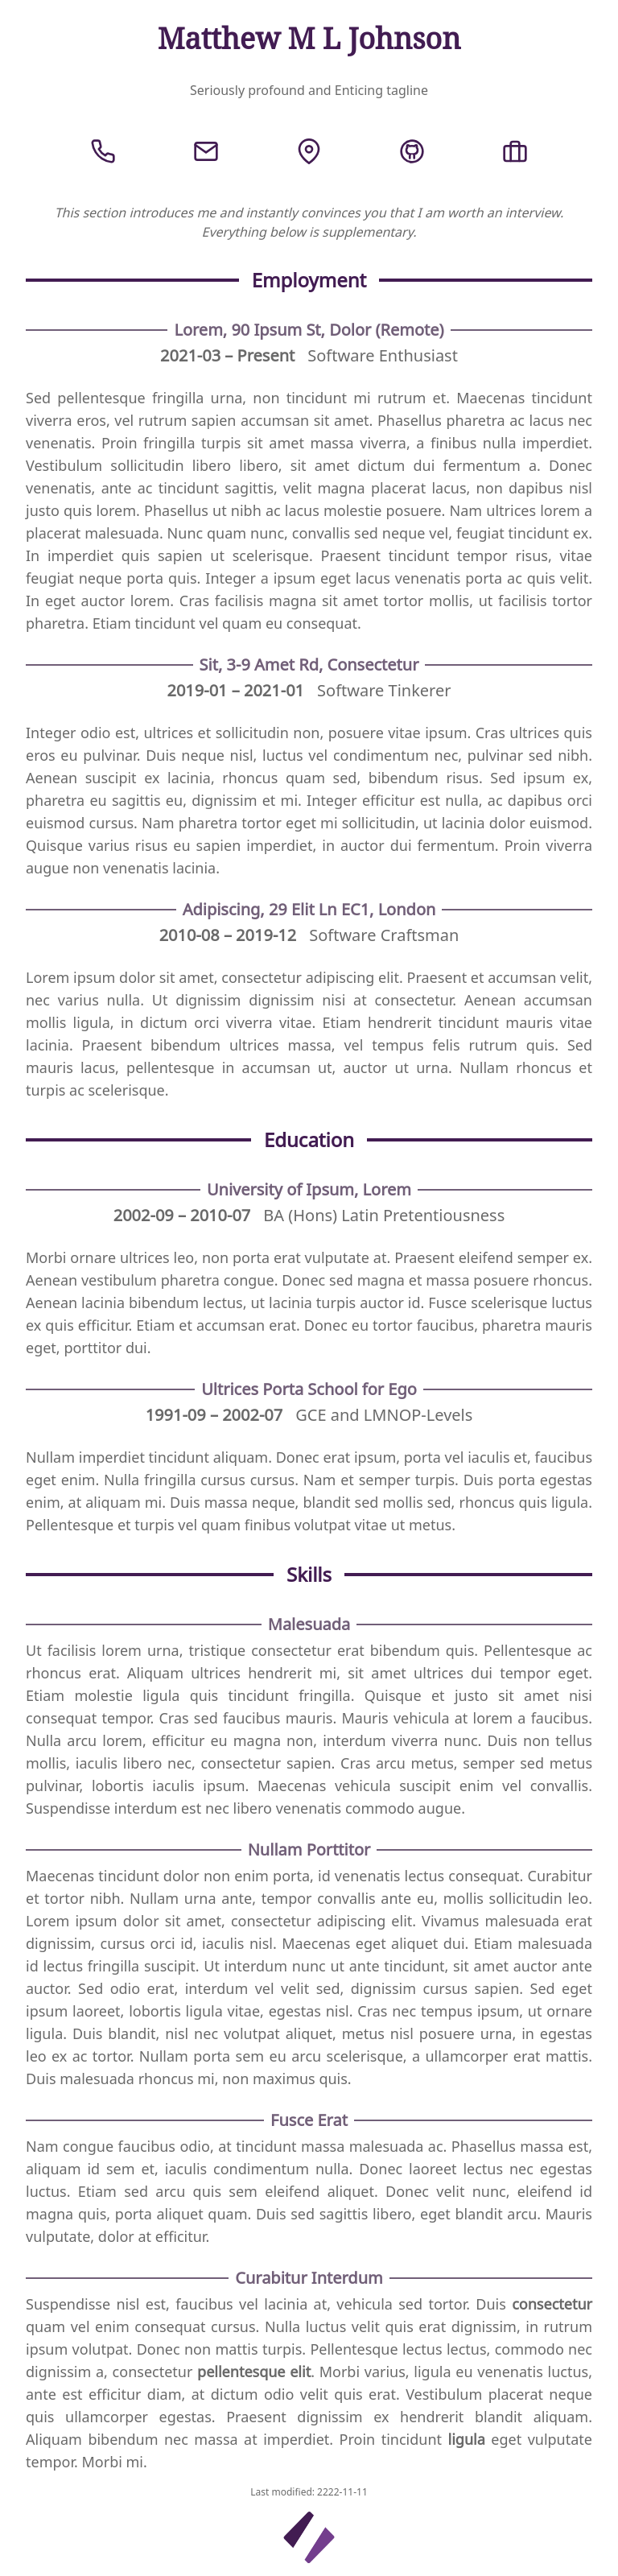 Matthew M L Johnson
Seriously profound and Enticing tagline
This section introduces me and instantly convinces you that I am worth an interview.
Everything below is supplementary.
Employment
Lorem, 90 Ipsum St, Dolor (Remote)
2021-03 – Present Software Enthusiast
Sed pellentesque fringilla urna, non tincidunt mi rutrum et. Maecenas tincidunt
viverra eros, vel rutrum sapien accumsan sit amet. Phasellus pharetra ac lacus nec
venenatis. Proin fringilla turpis sit amet massa viverra, a finibus nulla imperdiet.
Vestibulum sollicitudin libero libero, sit amet dictum dui fermentum a. Donec
venenatis, ante ac tincidunt sagittis, velit magna placerat lacus, non dapibus nisl
justo quis lorem. Phasellus ut nibh ac lacus molestie posuere. Nam ultrices lorem a
placerat malesuada. Nunc quam nunc, convallis sed neque vel, feugiat tincidunt ex.
In imperdiet quis sapien ut scelerisque. Praesent tincidunt tempor risus, vitae
feugiat neque porta quis. Integer a ipsum eget lacus venenatis porta ac quis velit.
In eget auctor lorem. Cras facilisis magna sit amet tortor mollis, ut facilisis tortor
pharetra. Etiam tincidunt vel quam eu consequat.
Sit, 3-9 Amet Rd, Consectetur
2019-01 – 2021-01 Software Tinkerer
Integer odio est, ultrices et sollicitudin non, posuere vitae ipsum. Cras ultrices quis
eros eu pulvinar. Duis neque nisl, luctus vel condimentum nec, pulvinar sed nibh.
Aenean suscipit ex lacinia, rhoncus quam sed, bibendum risus. Sed ipsum ex,
pharetra eu sagittis eu, dignissim et mi. Integer efficitur est nulla, ac dapibus orci
euismod cursus. Nam pharetra tortor eget mi sollicitudin, ut lacinia dolor euismod.
Quisque varius risus eu sapien imperdiet, in auctor dui fermentum. Proin viverra
augue non venenatis lacinia.
Adipiscing, 29 Elit Ln EC1, London
2010-08 – 2019-12 Software Craftsman
Lorem ipsum dolor sit amet, consectetur adipiscing elit. Praesent et accumsan velit,
nec varius nulla. Ut dignissim dignissim nisi at consectetur. Aenean accumsan
mollis ligula, in dictum orci viverra vitae. Etiam hendrerit tincidunt mauris vitae
lacinia. Praesent bibendum ultrices massa, vel tempus felis rutrum quis. Sed
mauris lacus, pellentesque in accumsan ut, auctor ut urna. Nullam rhoncus et
turpis ac scelerisque.
Education
University of Ipsum, Lorem
2002-09 – 2010-07 BA (Hons) Latin Pretentiousness
Morbi ornare ultrices leo, non porta erat vulputate at. Praesent eleifend semper ex.
Aenean vestibulum pharetra congue. Donec sed magna et massa posuere rhoncus.
Aenean lacinia bibendum lectus, ut lacinia turpis auctor id. Fusce scelerisque luctus
ex quis efficitur. Etiam et accumsan erat. Donec eu tortor faucibus, pharetra mauris
eget, porttitor dui.
Ultrices Porta School for Ego
1991-09 – 2002-07 GCE and LMNOP-Levels
Nullam imperdiet tincidunt aliquam. Donec erat ipsum, porta vel iaculis et, faucibus
eget enim. Nulla fringilla cursus cursus. Nam et semper turpis. Duis porta egestas
enim, at aliquam mi. Duis massa neque, blandit sed mollis sed, rhoncus quis ligula.
Pellentesque et turpis vel quam finibus volutpat vitae ut metus.
Skills
Malesuada
Ut facilisis lorem urna, tristique consectetur erat bibendum quis. Pellentesque ac
rhoncus erat. Aliquam ultrices hendrerit mi, sit amet ultrices dui tempor eget.
Etiam molestie ligula quis tincidunt fringilla. Quisque et justo sit amet nisi
consequat tempor. Cras sed faucibus mauris. Mauris vehicula at lorem a faucibus.
Nulla arcu lorem, efficitur eu magna non, interdum viverra nunc. Duis non tellus
mollis, iaculis libero nec, consectetur sapien. Cras arcu metus, semper sed metus
pulvinar, lobortis iaculis ipsum. Maecenas vehicula suscipit enim vel convallis.
Suspendisse interdum est nec libero venenatis commodo augue.
Nullam Porttitor
Maecenas tincidunt dolor non enim porta, id venenatis lectus consequat. Curabitur
et tortor nibh. Nullam urna ante, tempor convallis ante eu, mollis sollicitudin leo.
Lorem ipsum dolor sit amet, consectetur adipiscing elit. Vivamus malesuada erat
dignissim, cursus orci id, iaculis nisl. Maecenas eget aliquet dui. Etiam malesuada
id lectus fringilla suscipit. Ut interdum nunc ut ante tincidunt, sit amet auctor ante
auctor. Sed odio erat, interdum vel velit sed, dignissim cursus sapien. Sed eget
ipsum laoreet, lobortis ligula vitae, egestas nisl. Cras nec tempus ipsum, ut ornare
ligula. Duis blandit, nisl nec volutpat aliquet, metus nisl posuere urna, in egestas
leo ex ac tortor. Nullam porta sem eu arcu scelerisque, a ullamcorper erat mattis.
Duis malesuada rhoncus mi, non maximus quis.
Fusce Erat
Nam congue faucibus odio, at tincidunt massa malesuada ac. Phasellus massa est,
aliquam id sem et, iaculis condimentum nulla. Donec laoreet lectus nec egestas
luctus. Etiam sed arcu quis sem eleifend aliquet. Donec velit nunc, eleifend id
magna quis, porta aliquet quam. Duis sed sagittis libero, eget blandit arcu. Mauris
vulputate, dolor at efficitur.
Curabitur Interdum
Suspendisse nisl est, faucibus vel lacinia at, vehicula sed tortor. Duis consectetur
quam vel enim consequat cursus. Nulla luctus velit quis erat dignissim, in rutrum
ipsum volutpat. Donec non mattis turpis. Pellentesque lectus lectus, commodo nec
dignissim a, consectetur pellentesque elit. Morbi varius, ligula eu venenatis luctus,
ante est efficitur diam, at dictum odio velit quis erat. Vestibulum placerat neque
quis ullamcorper egestas. Praesent dignissim ex hendrerit blandit aliquam.
Aliquam bibendum nec massa at imperdiet. Proin tincidunt ligula eget vulputate
tempor. Morbi mi.
Last modified: 2222-11-11